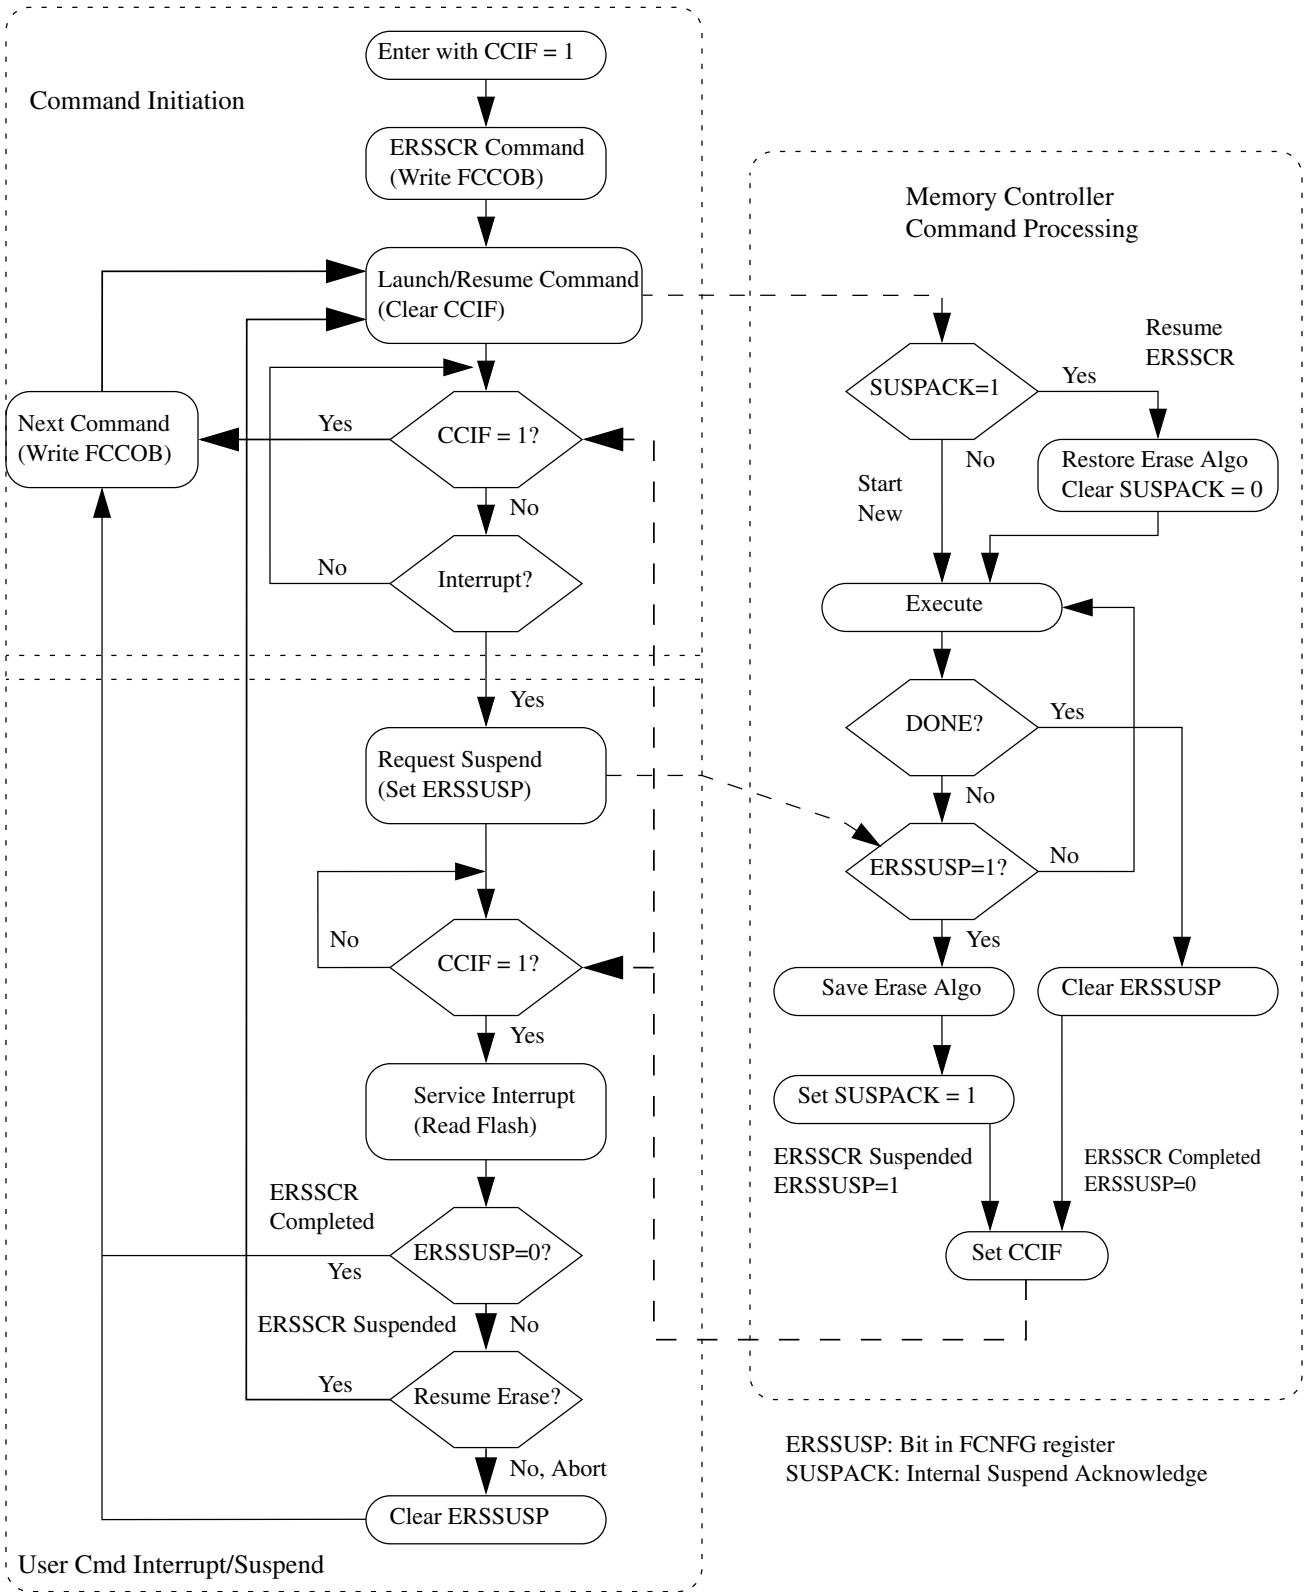 Enter with CCIF = 1
Command Initiation
ERSSCR Command
(Write FCCOB)
Launch/Resume Command
(Clear CCIF)
Next Command
(Write FCCOB)
Yes
CCIF = 1?
No
No
Interrupt?
Yes
Request Suspend
(Set ERSSUSP)
No
CCIF = 1?
Yes
Service Interrupt
(Read Flash)
ERSSCR
Completed
ERSSUSP=0?
Yes
ERSSCR Suspended
No
Yes
Resume Erase?
No, Abort
Clear ERSSUSP
User Cmd Interrupt/Suspend
Memory Controller
Command Processing
Resume
ERSSCR
SUSPACK=1
Yes
No
Restore Erase Algo
Clear SUSPACK = 0
Start
New
Execute
DONE?
Yes
No
ERSSUSP=1?
No
Yes
Save Erase Algo
Clear ERSSUSP
Set SUSPACK = 1
ERSSCR Suspended
ERSSUSP=1
ERSSCR Completed
ERSSUSP=0
Set CCIF
ERSSUSP: Bit in FCNFG register
SUSPACK: Internal Suspend Acknowledge